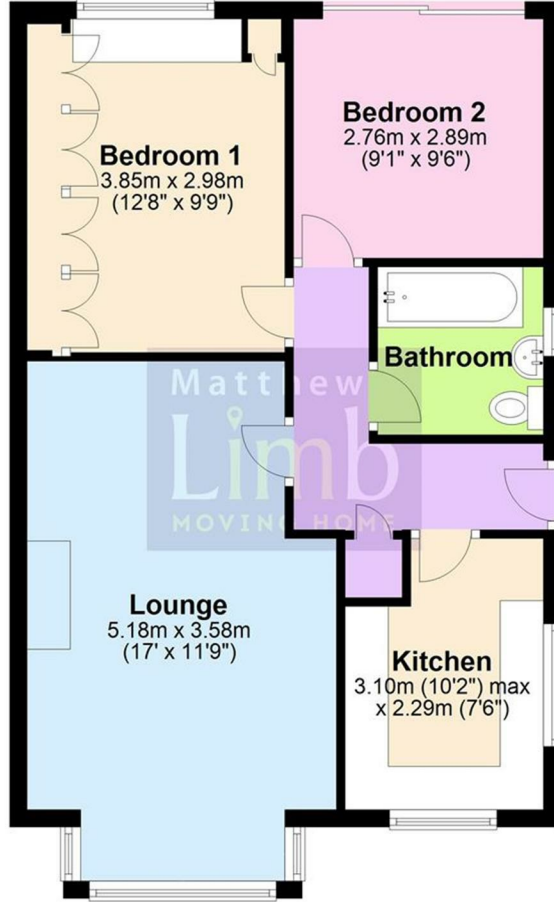 Bedroom 1
3.85m x 2.98m
(12'8" x 9'9")
Bedroom 2
2.76m x 2.89m
(9'1" x 9'6")
Bathroom
Matthew
Limb
MOVING HOME
Lounge
5.18m x 3.58m
(17' x 11'9")
Kitchen
3.10m (10'2") max
x 2.29m (7'6")